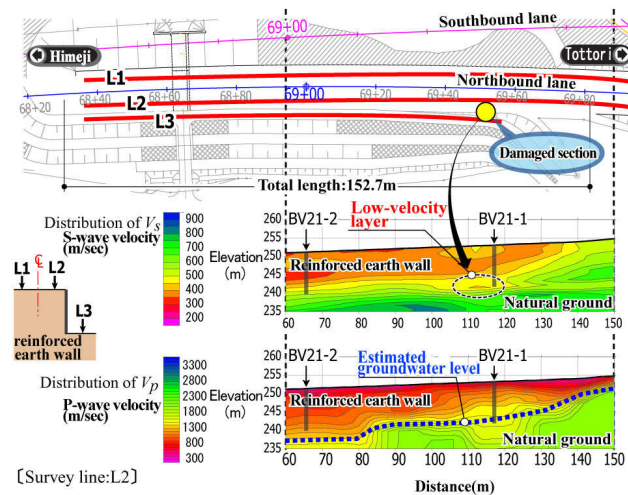 Southbound lane
69+00
Himeji
Tottori
L1
Northbound lane
68+20
L2
68+40
68+60
68+80
69+00
69+20
69+40
69+60
69+80
L3
Damaged section
Total length:152.7m
Distribution of Vs
S-wave velocity
(m/sec)
900
800
700
600
500
400
300
200
Elevation
(m)
260
255
250
245
240
235
Low-velocity
layer
BV21-2
BV21-1
Reinforced earth wall
Natural ground
60
70
80
90
100
110
120
130
140
150
L1
℄
L2
L3
reinforced
earth wall
Distribution of Vp
P-wave velocity
(m/sec)
3300
2800
2300
1800
1300
800
300
Elevation
(m)
260
255
250
245
240
235
BV21-2
Estimated
groundwater level
BV21-1
Reinforced earth wall
Natural ground
60
70
80
90
100
110
120
130
140
150
Distance(m)
〔Survey line:L2〕